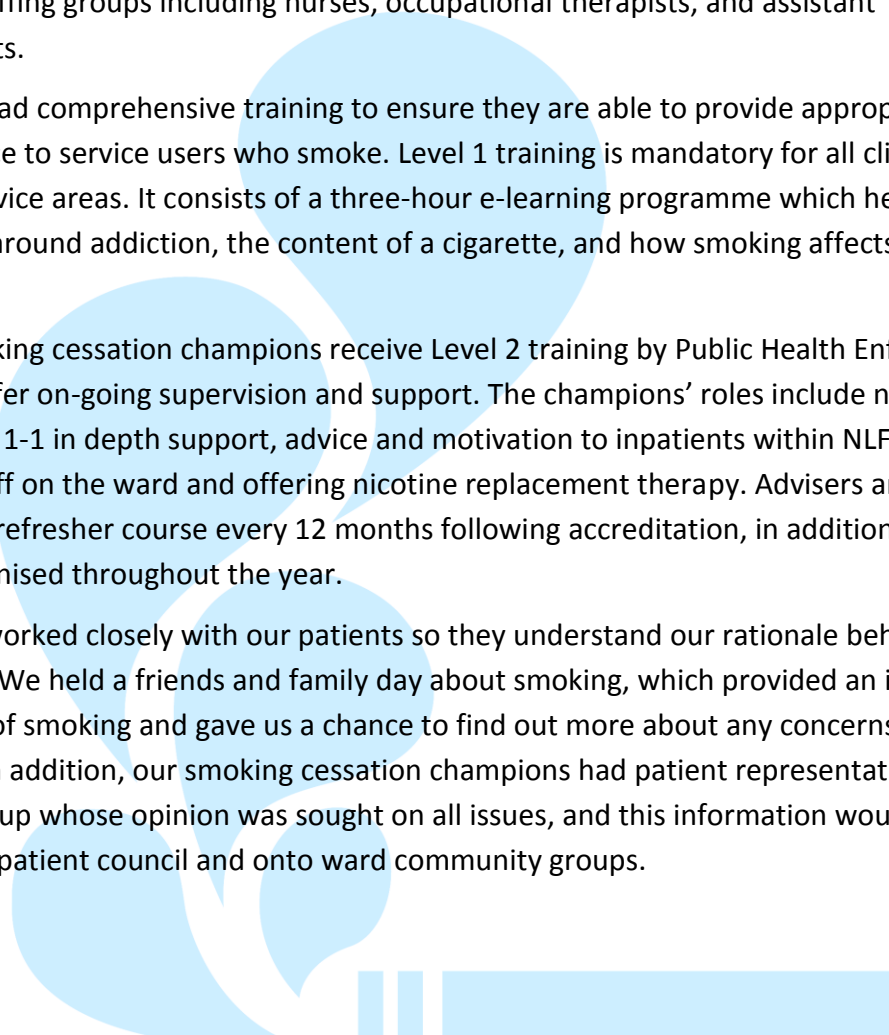 ffing groups including nurses, occupational therapists, and assistant
ts.
ad comprehensive training to ensure they are able to provide approp
e to service users who smoke. Level 1 training is mandatory for all cli
vice areas. It consists of a three-hour e-learning programme which he
around addiction, the content of a cigarette, and how smoking affects
king cessation champions receive Level 2 training by Public Health Enf
fer on-going supervision and support. The champions’ roles include n
1-1 in depth support, advice and motivation to inpatients within NLF
ff on the ward and offering nicotine replacement therapy. Advisers a
refresher course every 12 months following accreditation, in addition
nised throughout the year.
worked closely with our patients so they understand our rationale beh
We held a friends and family day about smoking, which provided an i
of smoking and gave us a chance to find out more about any concerns
addition, our smoking cessation champions had patient representat
up whose opinion was sought on all issues, and this information wou
patient council and onto ward community groups.